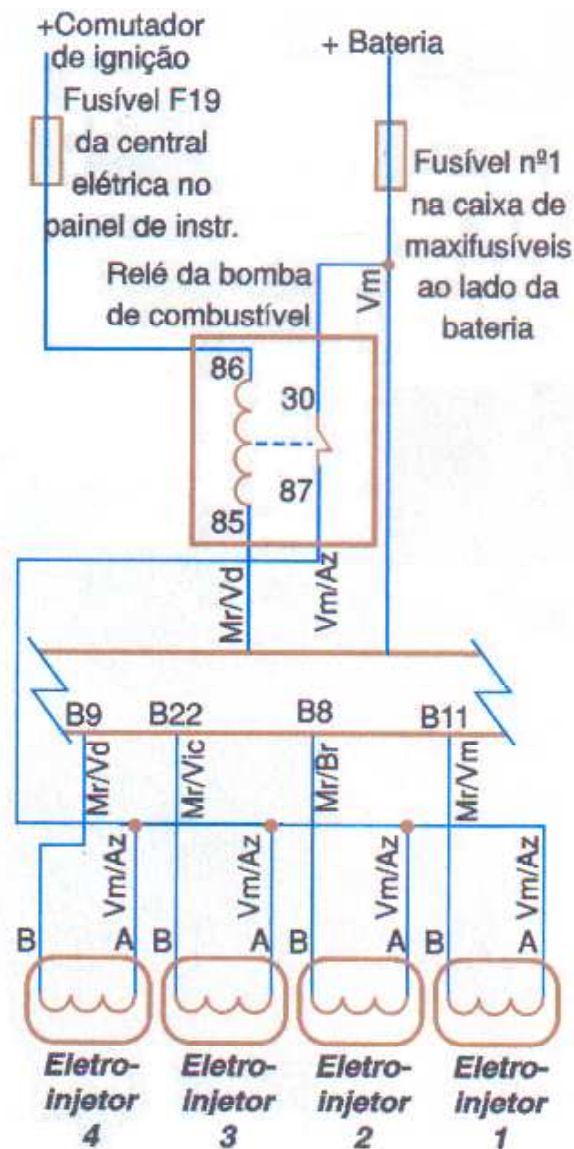 +Comutador
de ignição
+ Bateria
Fusível F19
da central
elétrica no
painel de instr.
Fusível nº1
na caixa de
maxifusíveis
ao lado da
bateria
Relé da bomba
de combustível
Vm
86
30
87
85
Mr/Vd
Vm/Az
B9
B22
B8
B11
Mr/Vd
Mr/Vic
Mr/Br
Mr/Vm
Vm/Az
Vm/Az
Vm/Az
Vm/Az
B
A
B
A
B
A
B
A
Eletro-
injetor
4
Eletro-
injetor
3
Eletro-
injetor
2
Eletro-
injetor
1